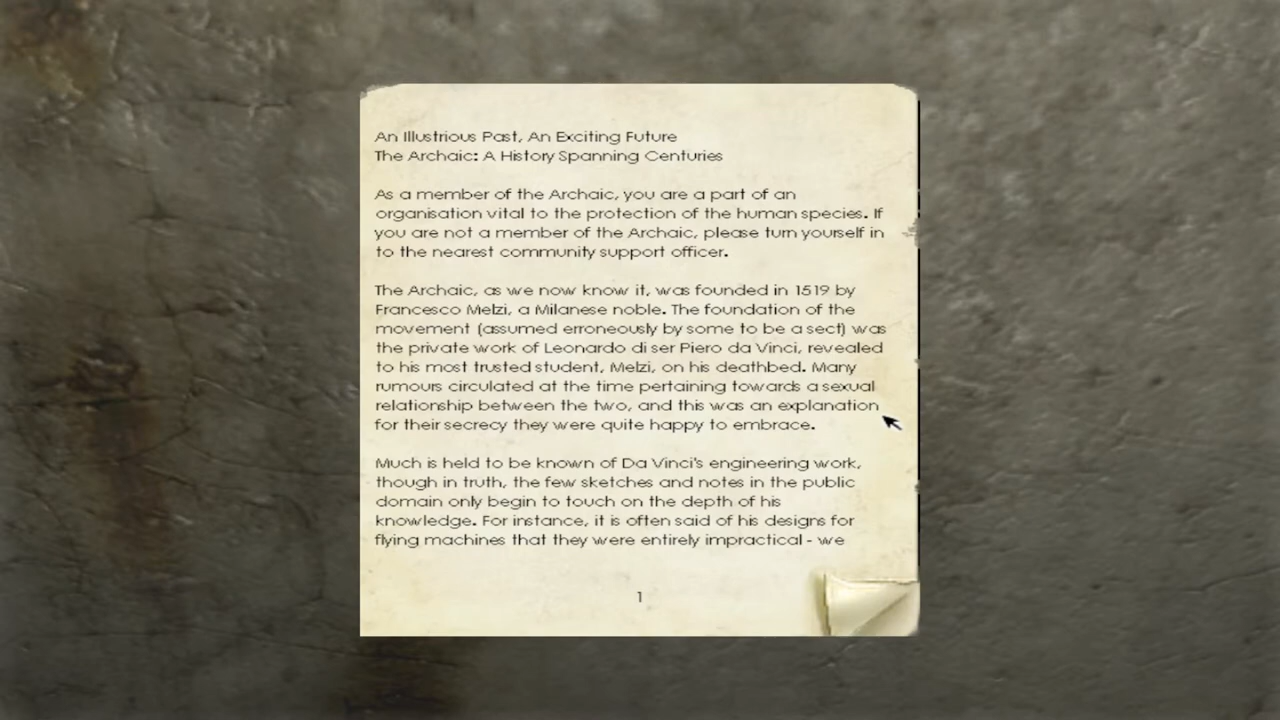 An Illustrious Past, An Exciting Future
The Archaic: A History Spanning Centuries
As a member of the Archaic, you are a part of an
organisation vital to the protection of the human species. If
you are not a member of the Archaic, please turn yourself in
to the nearest community support officer.
The Archaic, as we now know it, was founded in 1519 by
Francesco Melzi, a Milanese noble. The foundation of the
movement (assumed erroneously by some to be a sect) was
the private work of Leonardo di ser Piero da Vinci, revealed
to his most trusted student, Melzi, on his deathbed. Many
rumours circulated at the time pertaining towards a sexual
relationship between the two, and this was an explanation
for their secrecy they were quite happy to embrace.
Much is held to be known of Da Vinci's engineering work,
though in truth, the few sketches and notes in the public
domain only begin to touch on the depth of his
knowledge. For instance, it is often said of his designs for
flying machines that they were entirely impractical - we
1